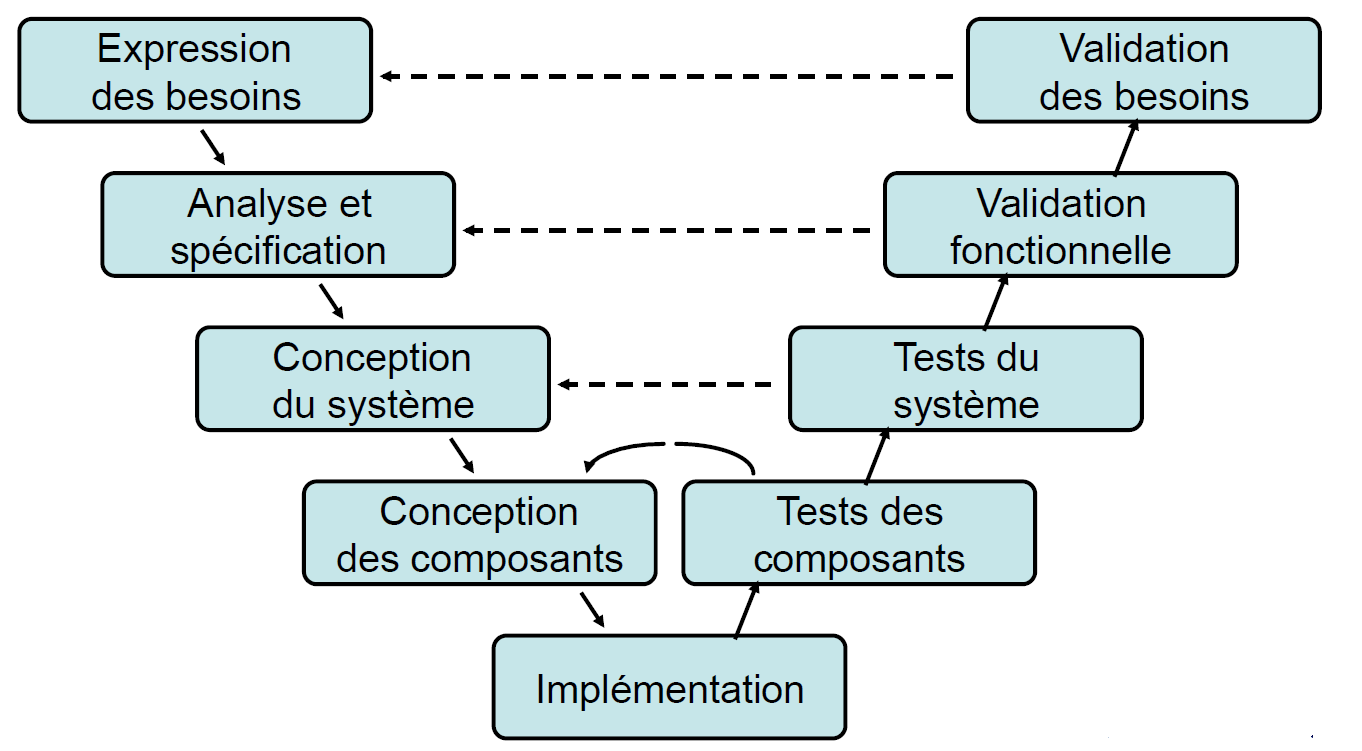 Expression
des besoins
Validation
des besoins
Analyse et
spécification
Validation
fonctionnelle
Conception
du système
Tests du
système
Conception
des composants
Tests des
composants
Implémentation